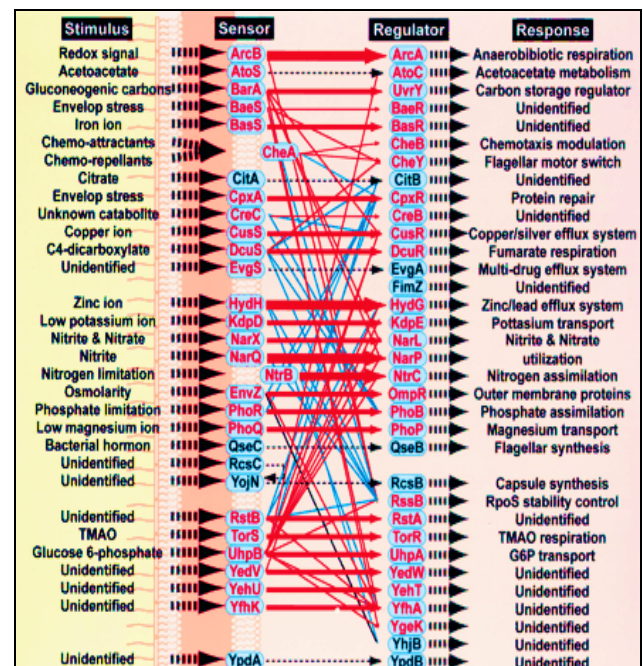 Stimulus Sensor Regulator Response
Redox signal ArcB ArcA Anaerobibiotic respiration
Acetoacetate AtoS AtoC Acetoacetate metabolism
Gluconeogenic carbons BarA UvrY Carbon storage regulator
Envelop stress BaeS BaeR Unidentified
Iron ion BasS BasR Unidentified
Chemo-attractants CheB Chemotaxis modulation
CheA
Chemo-repellants CheY Flagellar motor switch
Citrate CitA CitB Unidentified
Envelop stress CpxA CpxR Protein repair
Unknown catabolite CreC CreB Unidentified
Copper ion CusS CusR Copper/silver efflux system
C4-dicarboxylate DcuS DcuR Fumarate respiration
Unidentified EvgS EvgA Multi-drug efflux system
FimZ Unidentified
Zinc ion HydH HydG Zinc/lead efflux system
Low potassium ion KdpD KdpE Pottasium transport
Nitrite & Nitrate NarX NarL Nitrite & Nitrate
Nitrite NarQ NarP utilization
Nitrogen limitation NtrB NtrC Nitrogen assimilation
Osmolarity EnvZ OmpR Outer membrane proteins
Phosphate limitation PhoR PhoB Phosphate assimilation
Low magnesium ion PhoQ PhoP Magnesium transport
Bacterial hormon QseC QseB Flagellar synthesis
Unidentified RcsC
Unidentified YojN RcsB Capsule synthesis
RssB RpoS stability control
Unidentified RstB RstA Unidentified
TMAO TorS TorR TMAO respiration
Glucose 6-phosphate UhpB UhpA G6P transport
Unidentified YedV YedW Unidentified
Unidentified YehU YehT Unidentified
Unidentified YfhK YfhA Unidentified
YgeK Unidentified
YhjB Unidentified
Unidentified YpdA YpdB Unidentified